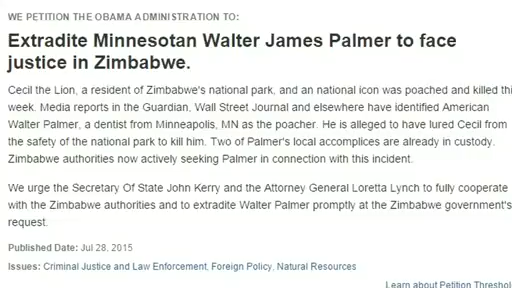 WE PETITION THE OBAMA ADMINISTRATION TO:
Extradite Minnesotan Walter James Palmer to face
justice in Zimbabwe.
Cecil the Lion, a resident of Zimbabwe's national park, and an national icon was poached and killed
week. Media reports in the Guardian, Wall Street Journal and elsewhere have identified American
Walter Palmer, a dentist from Minneapolis, MN as the poacher. He is alleged to have lured Cecil from
the safety of the national park to kill him. Two of Palmer's local accomplices are already in custody.
Zimbabwe authorities now actively seeking Palmer in connection with this incident.
We urge the Secretary Of State John Kerry and the Attorney General Loretta Lynch to fully cooperate
with the Zimbabwe authorities and to extradite Walter Palmer promptly at the Zimbabwe government's
request.
Published Date: Jul 28, 2015
Issues: Criminal Justice and Law Enforcement, Foreign Policy, Natural Resources
Learn about Petition